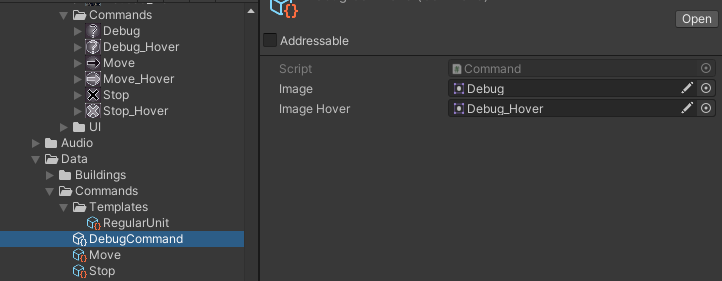 Commands
Debug
Debug_Hover
Move
Move_Hover
Stop
Stop_Hover
UI
Audio
Data
Buildings
Commands
Templates
RegularUnit
DebugCommand
Move
Stop
Open
Addressable
Script Command
Image Debug
Image Hover Debug_Hover